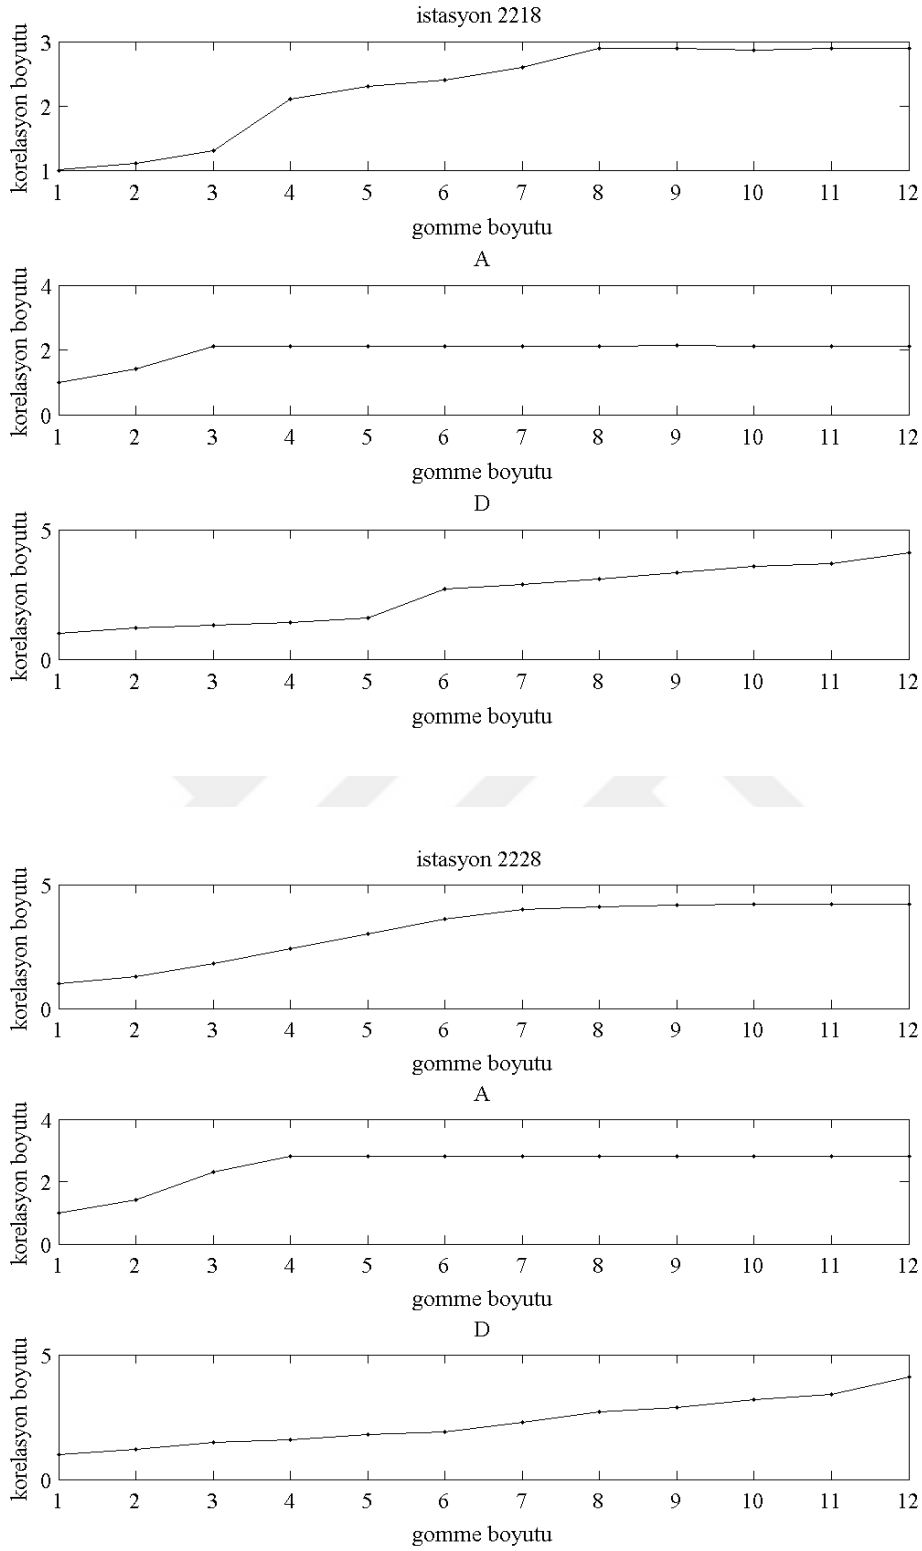 istasyon 2218
korelasyon boyutu
3
2
1
1 2 3 4 5 6 7 8 9 10 11 12
gomme boyutu
A
korelasyon boyutu
4
2
0
1 2 3 4 5 6 7 8 9 10 11 12
gomme boyutu
D
korelasyon boyutu
5
0
1 2 3 4 5 6 7 8 9 10 11 12
gomme boyutu
istasyon 2228
korelasyon boyutu
5
0
1 2 3 4 5 6 7 8 9 10 11 12
gomme boyutu
A
korelasyon boyutu
4
2
0
1 2 3 4 5 6 7 8 9 10 11 12
gomme boyutu
D
korelasyon boyutu
5
0
1 2 3 4 5 6 7 8 9 10 11 12
gomme boyutu